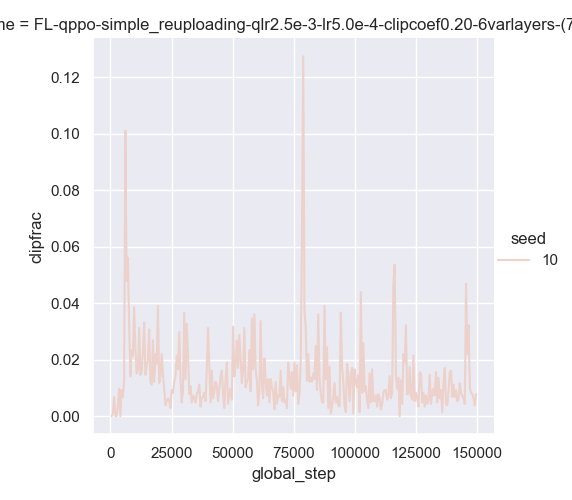 ne = FL-qppo-simple_reuploading-qlr2.5e-3-lr5.0e-4-clipcoef0.20-6varlayers-(7
0.12
0.10
0.08
0.06
0.04
0.02
0.00
clipfrac
0 25000 50000 75000 100000 125000 150000
global_step
seed
10